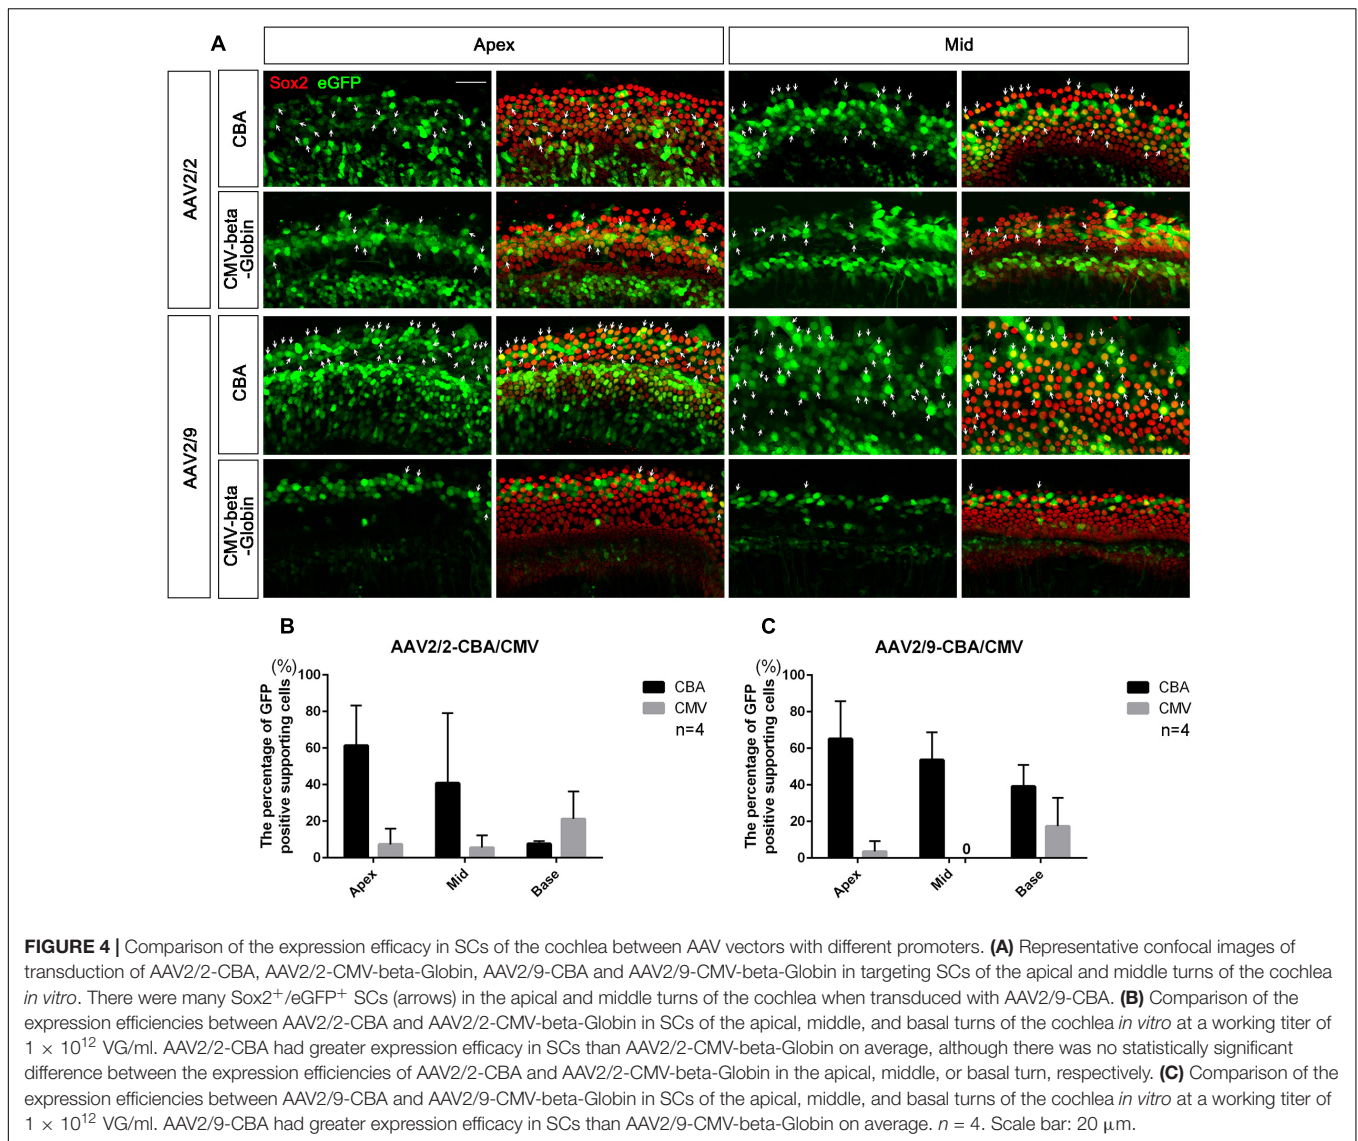 A
Apex
Mid
Sox2 eGFP
AAV2/2
CBA
CMV-beta
-Globin
AAV2/9
CBA
CMV-beta
-Globin
B
AAV2/2-CBA/CMV
(%)
The percentage of GFP
positive supporting cells
100
80
60
40
20
0
Apex
Mid
Base
CBA
CMV
n=4
C
AAV2/9-CBA/CMV
(%)
The percentage of GFP
positive supporting cells
100
80
60
40
20
0
0
Apex
Mid
Base
CBA
CMV
n=4
FIGURE 4 | Comparison of the expression efficacy in SCs of the cochlea between AAV vectors with different promoters. (A) Representative confocal images of
transduction of AAV2/2-CBA, AAV2/2-CMV-beta-Globin, AAV2/9-CBA and AAV2/9-CMV-beta-Globin in targeting SCs of the apical and middle turns of the cochlea
in vitro. There were many Sox2⁺/eGFP⁺ SCs (arrows) in the apical and middle turns of the cochlea when transduced with AAV2/9-CBA. (B) Comparison of the
expression efficiencies between AAV2/2-CBA and AAV2/2-CMV-beta-Globin in SCs of the apical, middle, and basal turns of the cochlea in vitro at a working titer of
1 × 10¹² VG/ml. AAV2/2-CBA had greater expression efficacy in SCs than AAV2/2-CMV-beta-Globin on average, although there was no statistically significant
difference between the expression efficiencies of AAV2/2-CBA and AAV2/2-CMV-beta-Globin in the apical, middle, or basal turn, respectively. (C) Comparison of the
expression efficiencies between AAV2/9-CBA and AAV2/9-CMV-beta-Globin in SCs of the apical, middle, and basal turns of the cochlea in vitro at a working titer of
1 × 10¹² VG/ml. AAV2/9-CBA had greater expression efficacy in SCs than AAV2/9-CMV-beta-Globin on average. n = 4. Scale bar: 20 μm.